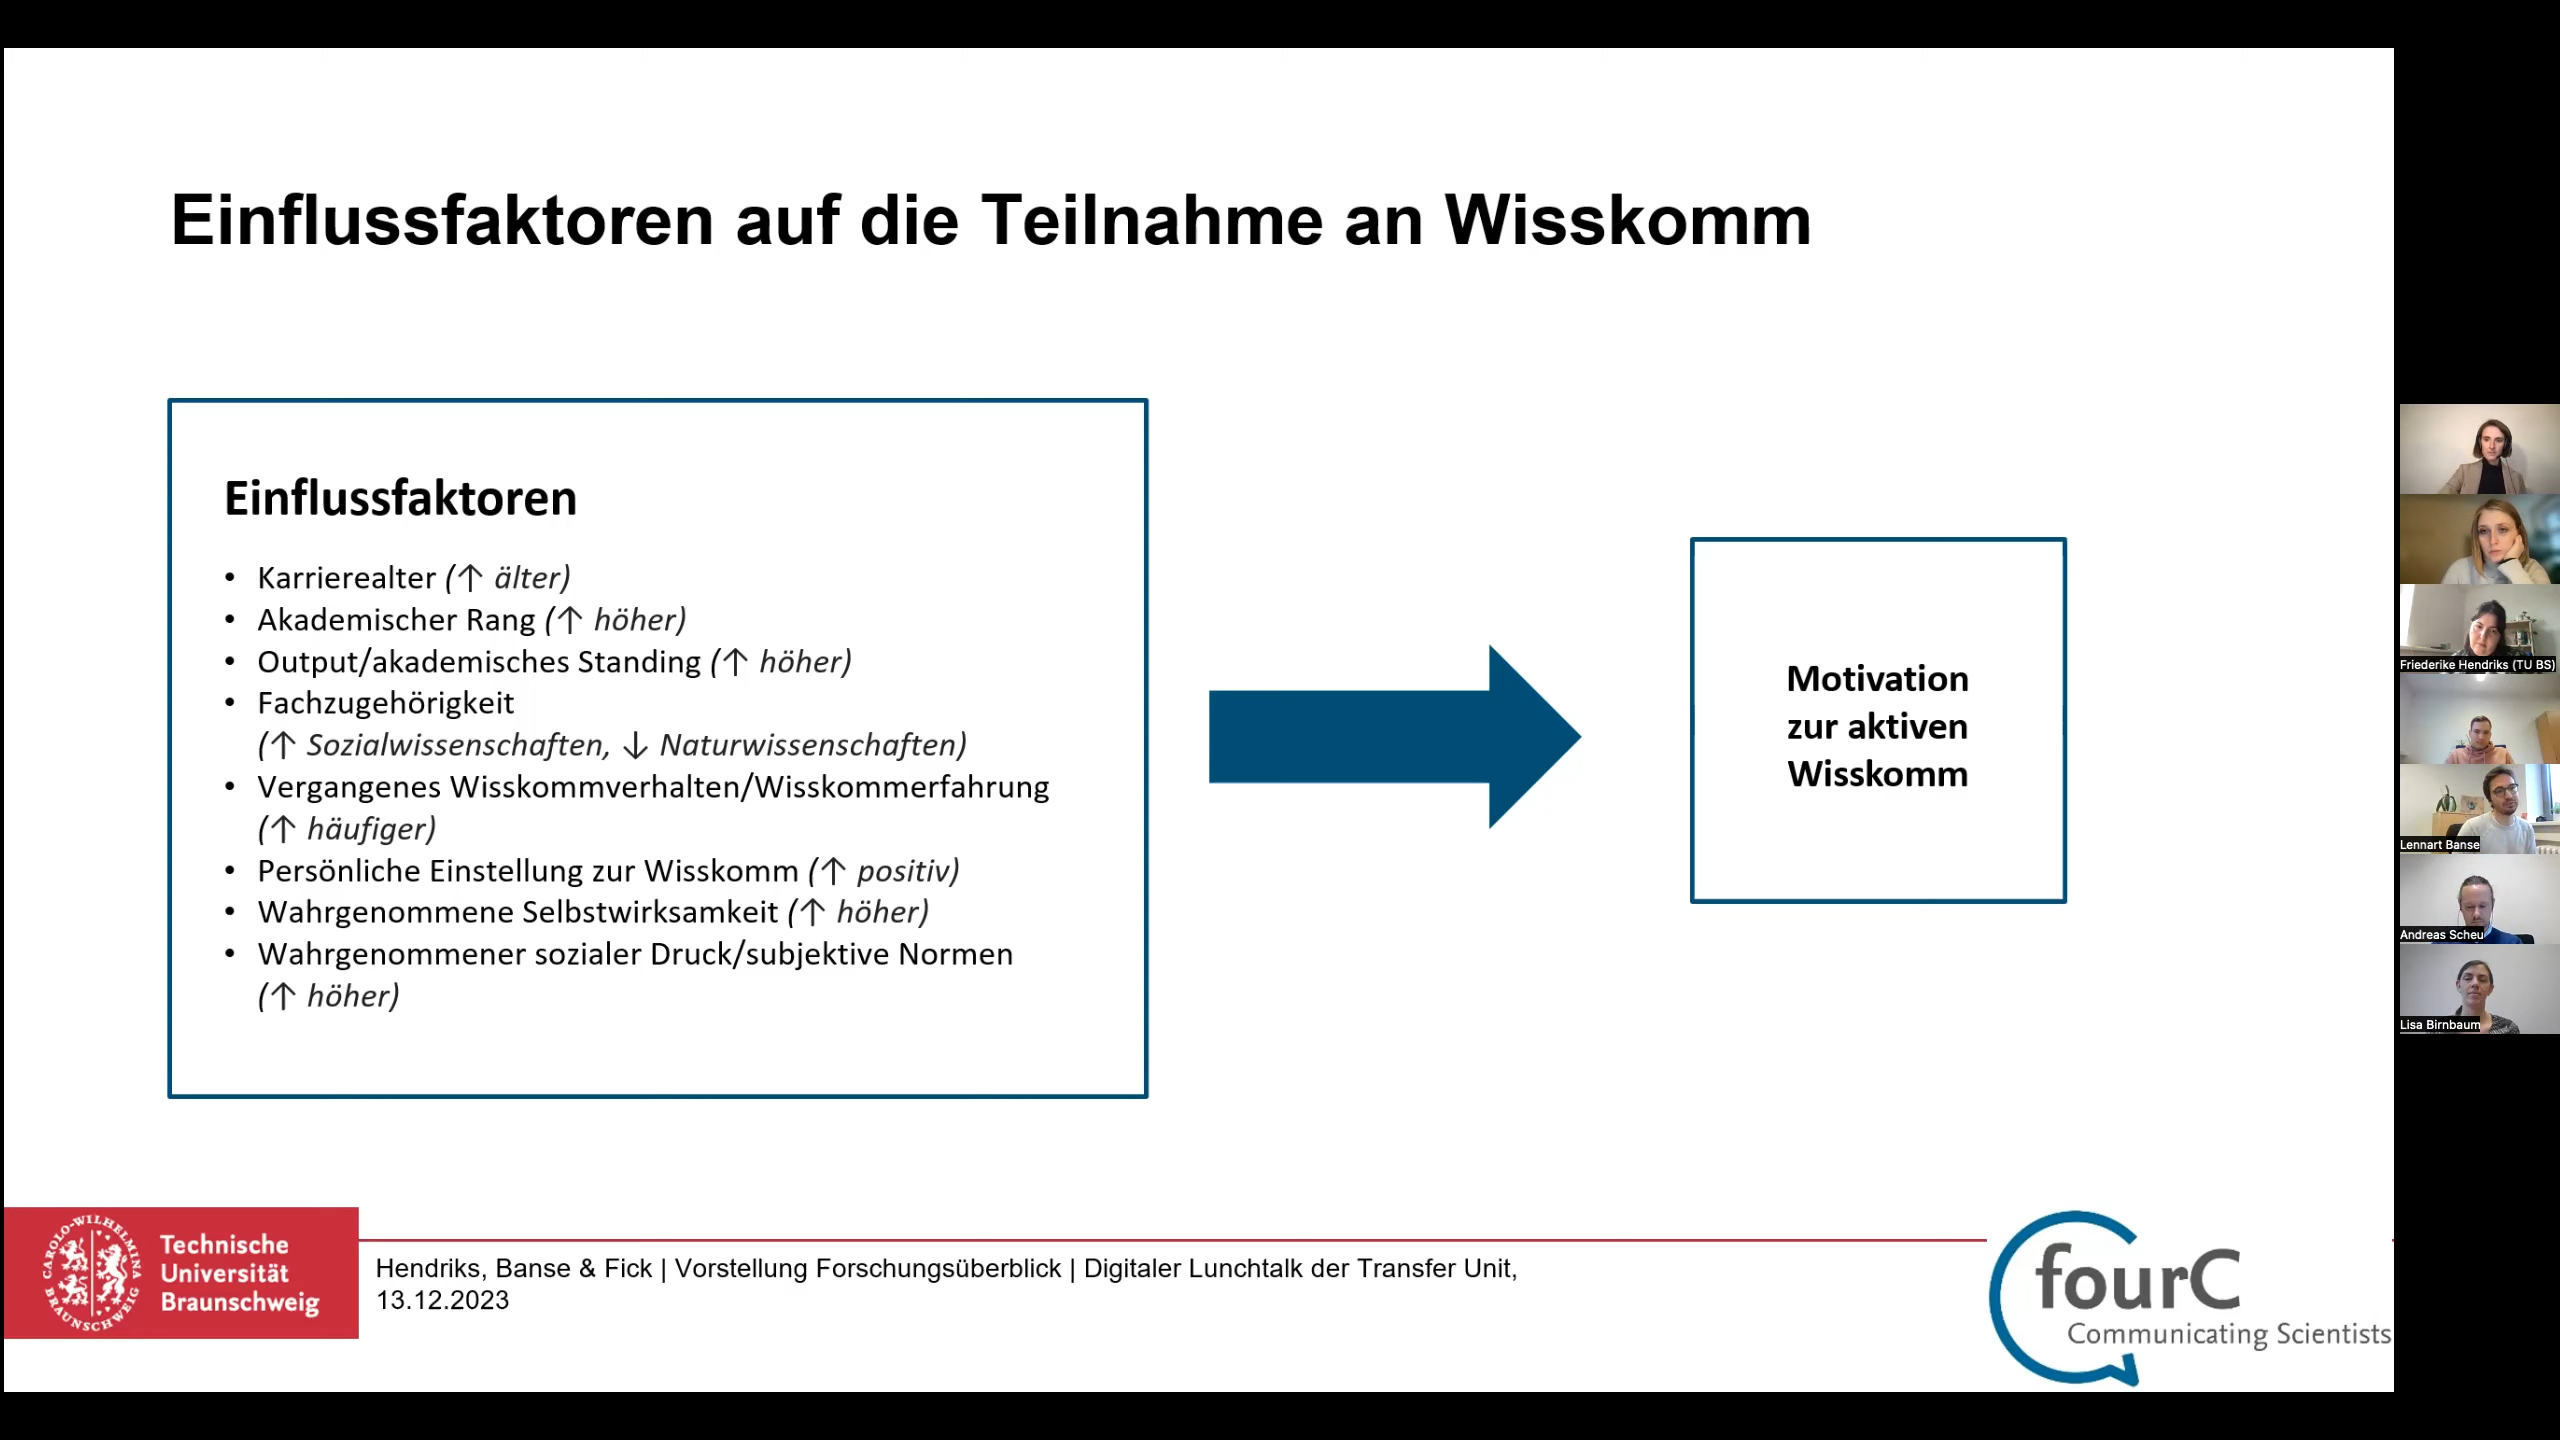 Einflussfaktoren auf die Teilnahme an Wisskomm
Einflussfaktoren
• Karrierealter (↑ älter)
• Akademischer Rang (↑ höher)
• Output/akademisches Standing (↑ höher)
• Fachzugehörigkeit
(↑ Sozialwissenschaften, ↓ Naturwissenschaften)
• Vergangenes Wisskommverhalten/Wisskommerfahrung
(↑ häufiger)
• Persönliche Einstellung zur Wisskomm (↑ positiv)
• Wahrgenommene Selbstwirksamkeit (↑ höher)
• Wahrgenommener sozialer Druck/subjektive Normen
(↑ höher)
Motivation
zur aktiven
Wisskomm
Friederike Hendriks (TU BS)
Lennart Banse
Andreas Scheu
Lisa Birnbaum
CAROLO-WILHELMINA
BRAUNSCHWEIG
Technische
Universität
Braunschweig
Hendriks, Banse & Fick | Vorstellung Forschungsüberblick | Digitaler Lunchtalk der Transfer Unit,
13.12.2023
fourC
Communicating Scientists